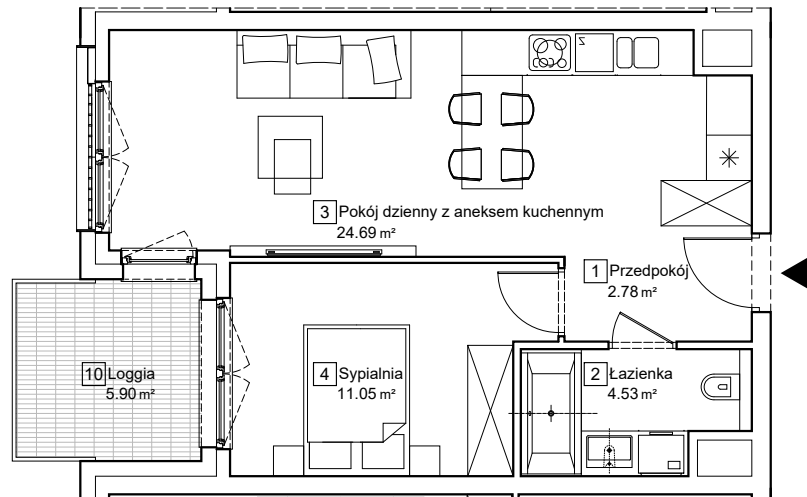 Z
3 Pokój dzienny z aneksem kuchennym
24.69 m²
1 Przedpokój
2.78 m²
10 Loggia
5.90 m²
4 Sypialnia
11.05 m²
2 Łazienka
4.53 m²